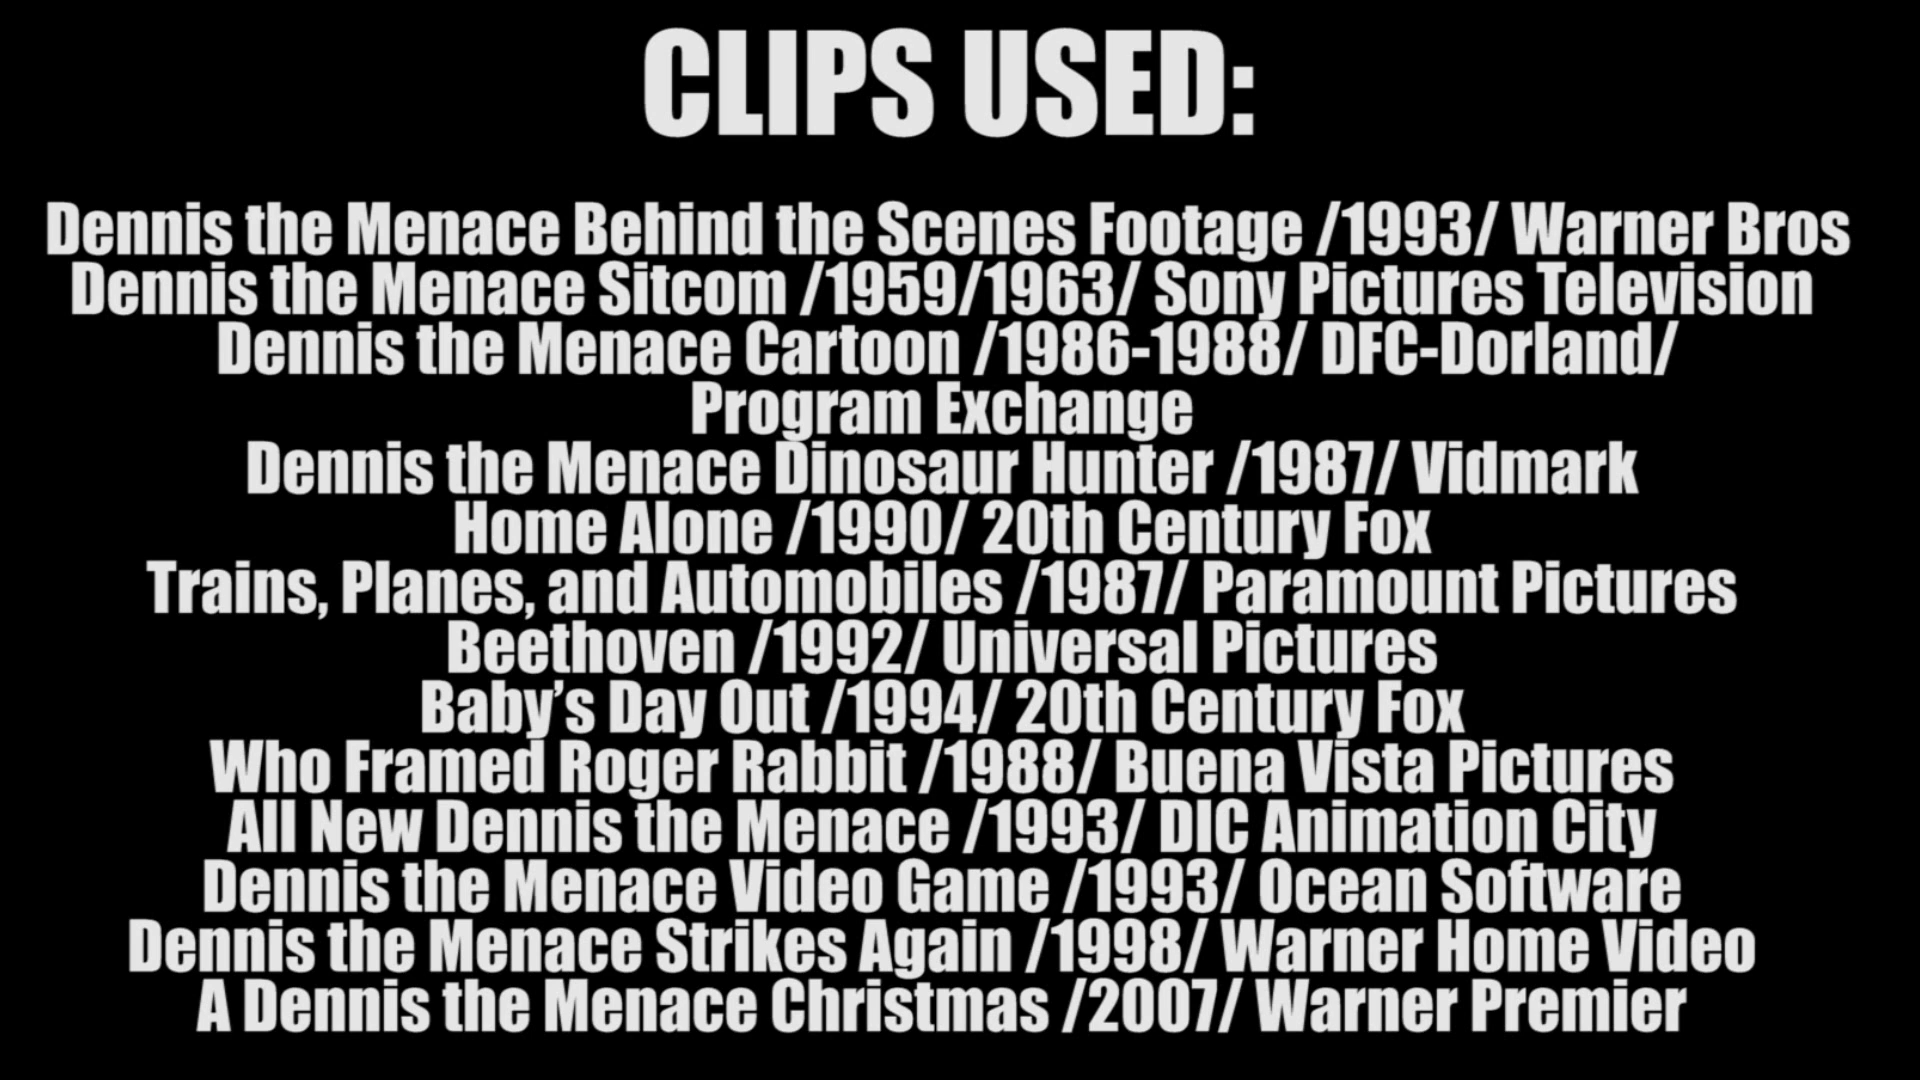 CLIPS USED:
Dennis the Menace Behind the Scenes Footage /1993/ Warner Bros
Dennis the Menace Sitcom /1959/1963/ Sony Pictures Television
Dennis the Menace Cartoon /1986-1988/ DFC-Dorland/
Program Exchange
Dennis the Menace Dinosaur Hunter /1987/ Vidmark
Home Alone /1990/ 20th Century Fox
Trains, Planes, and Automobiles /1987/ Paramount Pictures
Beethoven /1992/ Universal Pictures
Baby’s Day Out /1994/ 20th Century Fox
Who Framed Roger Rabbit /1988/ Buena Vista Pictures
All New Dennis the Menace /1993/ DIC Animation City
Dennis the Menace Video Game /1993/ Ocean Software
Dennis the Menace Strikes Again /1998/ Warner Home Video
A Dennis the Menace Christmas /2007/ Warner Premier